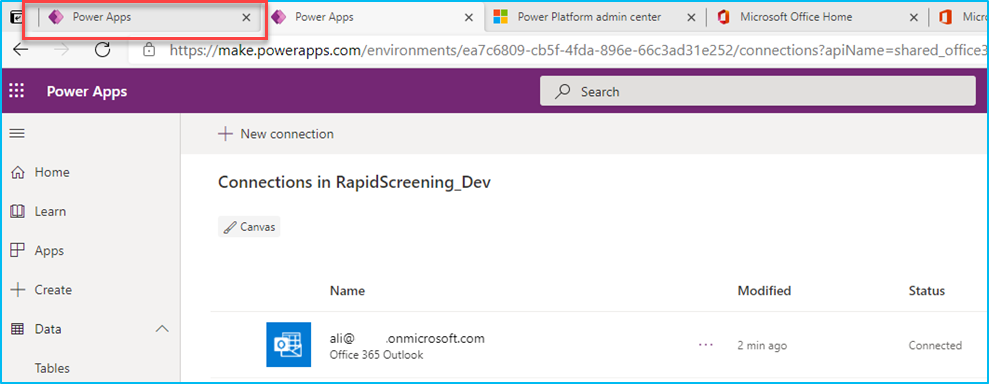 Power Apps
Power Apps
Power Platform admin center
Microsoft Office Home
https://make.powerapps.com/environments/ea7c6809-cb5f-4fda-896e-66c3ad31e252/connections?apiName=shared_office3
Power Apps
Search
New connection
Home
Learn
Apps
Create
Data
Tables
Connections in RapidScreening_Dev
Canvas
Name Modified Status
ali@ .onmicrosoft.com
Office 365 Outlook
2 min ago
Connected